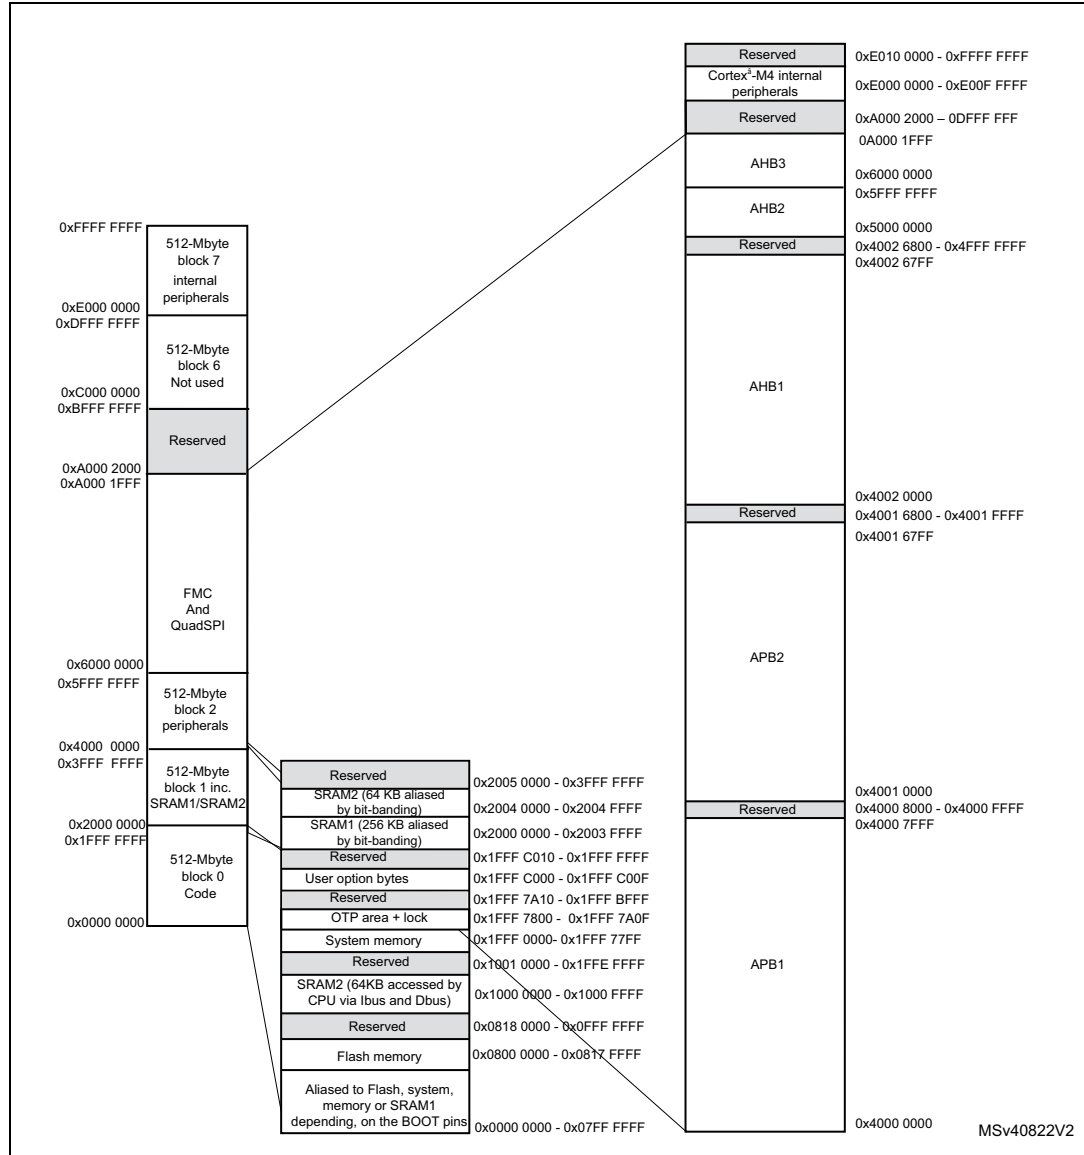 0xFFFF FFFF
512-Mbyte
block 7
internal
peripherals
0xE000 0000
0xDFFF FFFF
512-Mbyte
block 6
Not used
0xC000 0000
0xBFFF FFFF
Reserved
0xA000 2000
0xA000 1FFF
FMC
And
QuadSPI
0x6000 0000
0x5FFF FFFF
512-Mbyte
block 2
peripherals
0x4000 0000
0x3FFF FFFF
512-Mbyte
block 1 inc.
SRAM1/SRAM2
0x2000 0000
0x1FFF FFFF
512-Mbyte
block 0
Code
0x0000 0000
Reserved
0x2005 0000 - 0x3FFF FFFF
SRAM2 (64 KB aliased
by bit-banding)
0x2004 0000 - 0x2004 FFFF
SRAM1 (256 KB aliased
by bit-banding)
0x2000 0000 - 0x2003 FFFF
Reserved
0x1FFF C010 - 0x1FFF FFFF
User option bytes
0x1FFF C000 - 0x1FFF C00F
Reserved
0x1FFF 7A10 - 0x1FFF BFFF
OTP area + lock
0x1FFF 7800 - 0x1FFF 7A0F
System memory
0x1FFF 0000- 0x1FFF 77FF
Reserved
0x1001 0000 - 0x1FFE FFFF
SRAM2 (64KB accessed by
CPU via Ibus and Dbus)
0x1000 0000 - 0x1000 FFFF
Reserved
0x0818 0000 - 0x0FFF FFFF
Flash memory
0x0800 0000 - 0x0817 FFFF
Aliased to Flash, system,
memory or SRAM1
depending, on the BOOT pins
0x0000 0000 - 0x07FF FFFF
Reserved
0xE010 0000 - 0xFFFF FFFF
Cortexâ-M4 internal
peripherals
0xE000 0000 - 0xE00F FFFF
Reserved
0xA000 2000 – 0DFFF FFF
0A000 1FFF
AHB3
0x6000 0000
0x5FFF FFFF
AHB2
0x5000 0000
Reserved
0x4002 6800 - 0x4FFF FFFF
0x4002 67FF
AHB1
0x4002 0000
Reserved
0x4001 6800 - 0x4001 FFFF
0x4001 67FF
APB2
0x4001 0000
Reserved
0x4000 8000 - 0x4000 FFFF
0x4000 7FFF
APB1
0x4000 0000
MSv40822V2